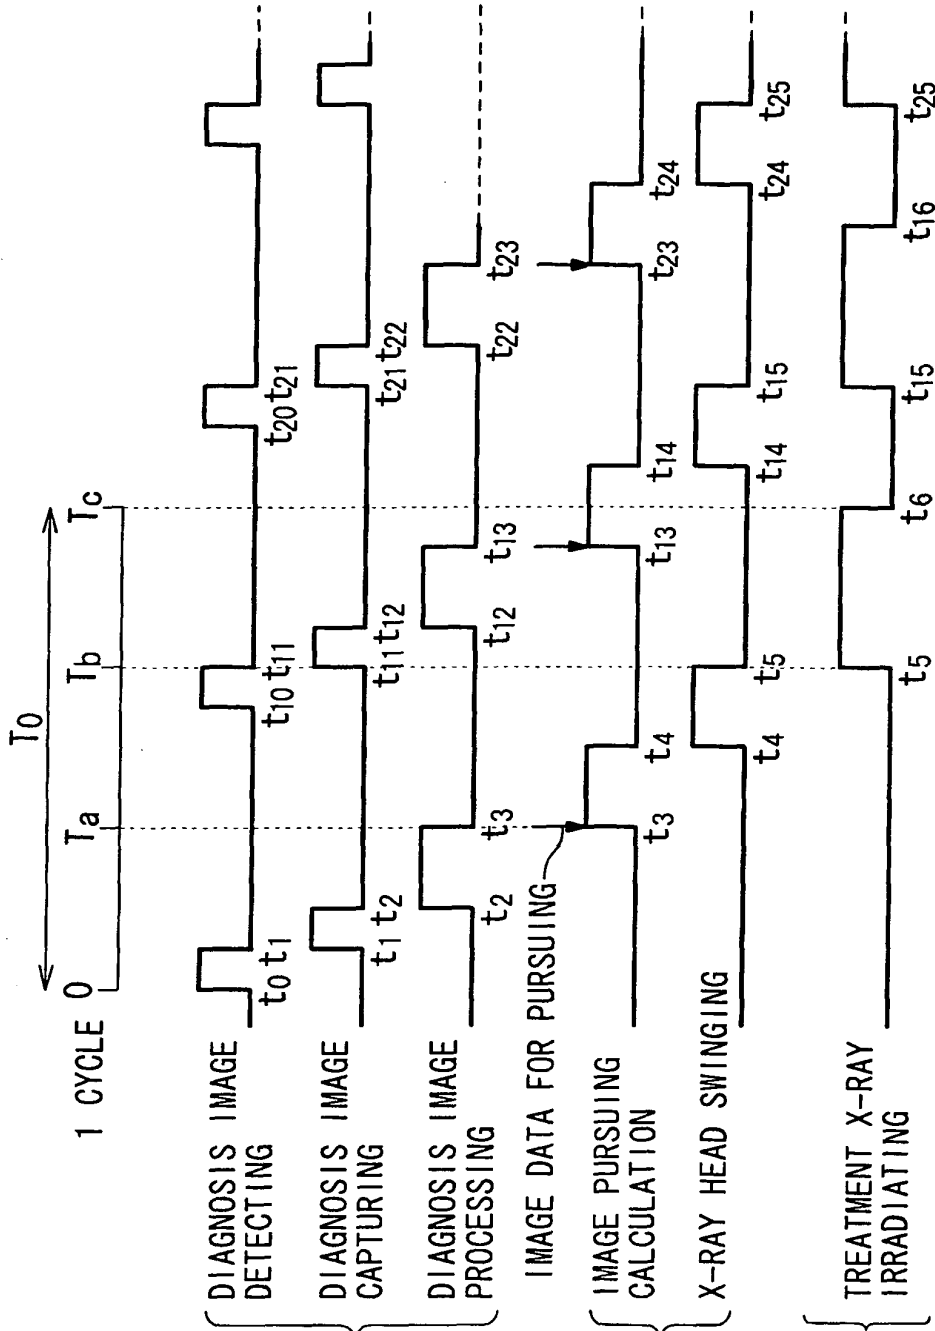 1 CYCLE
T0
0
Ta
Tb
Tc
DIAGNOSIS IMAGE
DETECTING
t0 t1
t10 t11
t20 t21
DIAGNOSIS IMAGE
CAPTURING
t1 t2
t11 t12
t21 t22
DIAGNOSIS IMAGE
PROCESSING
t2
t3
t12
t13
t22
t23
IMAGE DATA FOR PURSUING
IMAGE PURSUING
CALCULATION
t3
t4
t13
t14
t23
t24
X-RAY HEAD SWINGING
t4
t5
t14
t15
t24
t25
TREATMENT X-RAY
IRRADIATING
t5
t6
t15
t16
t25